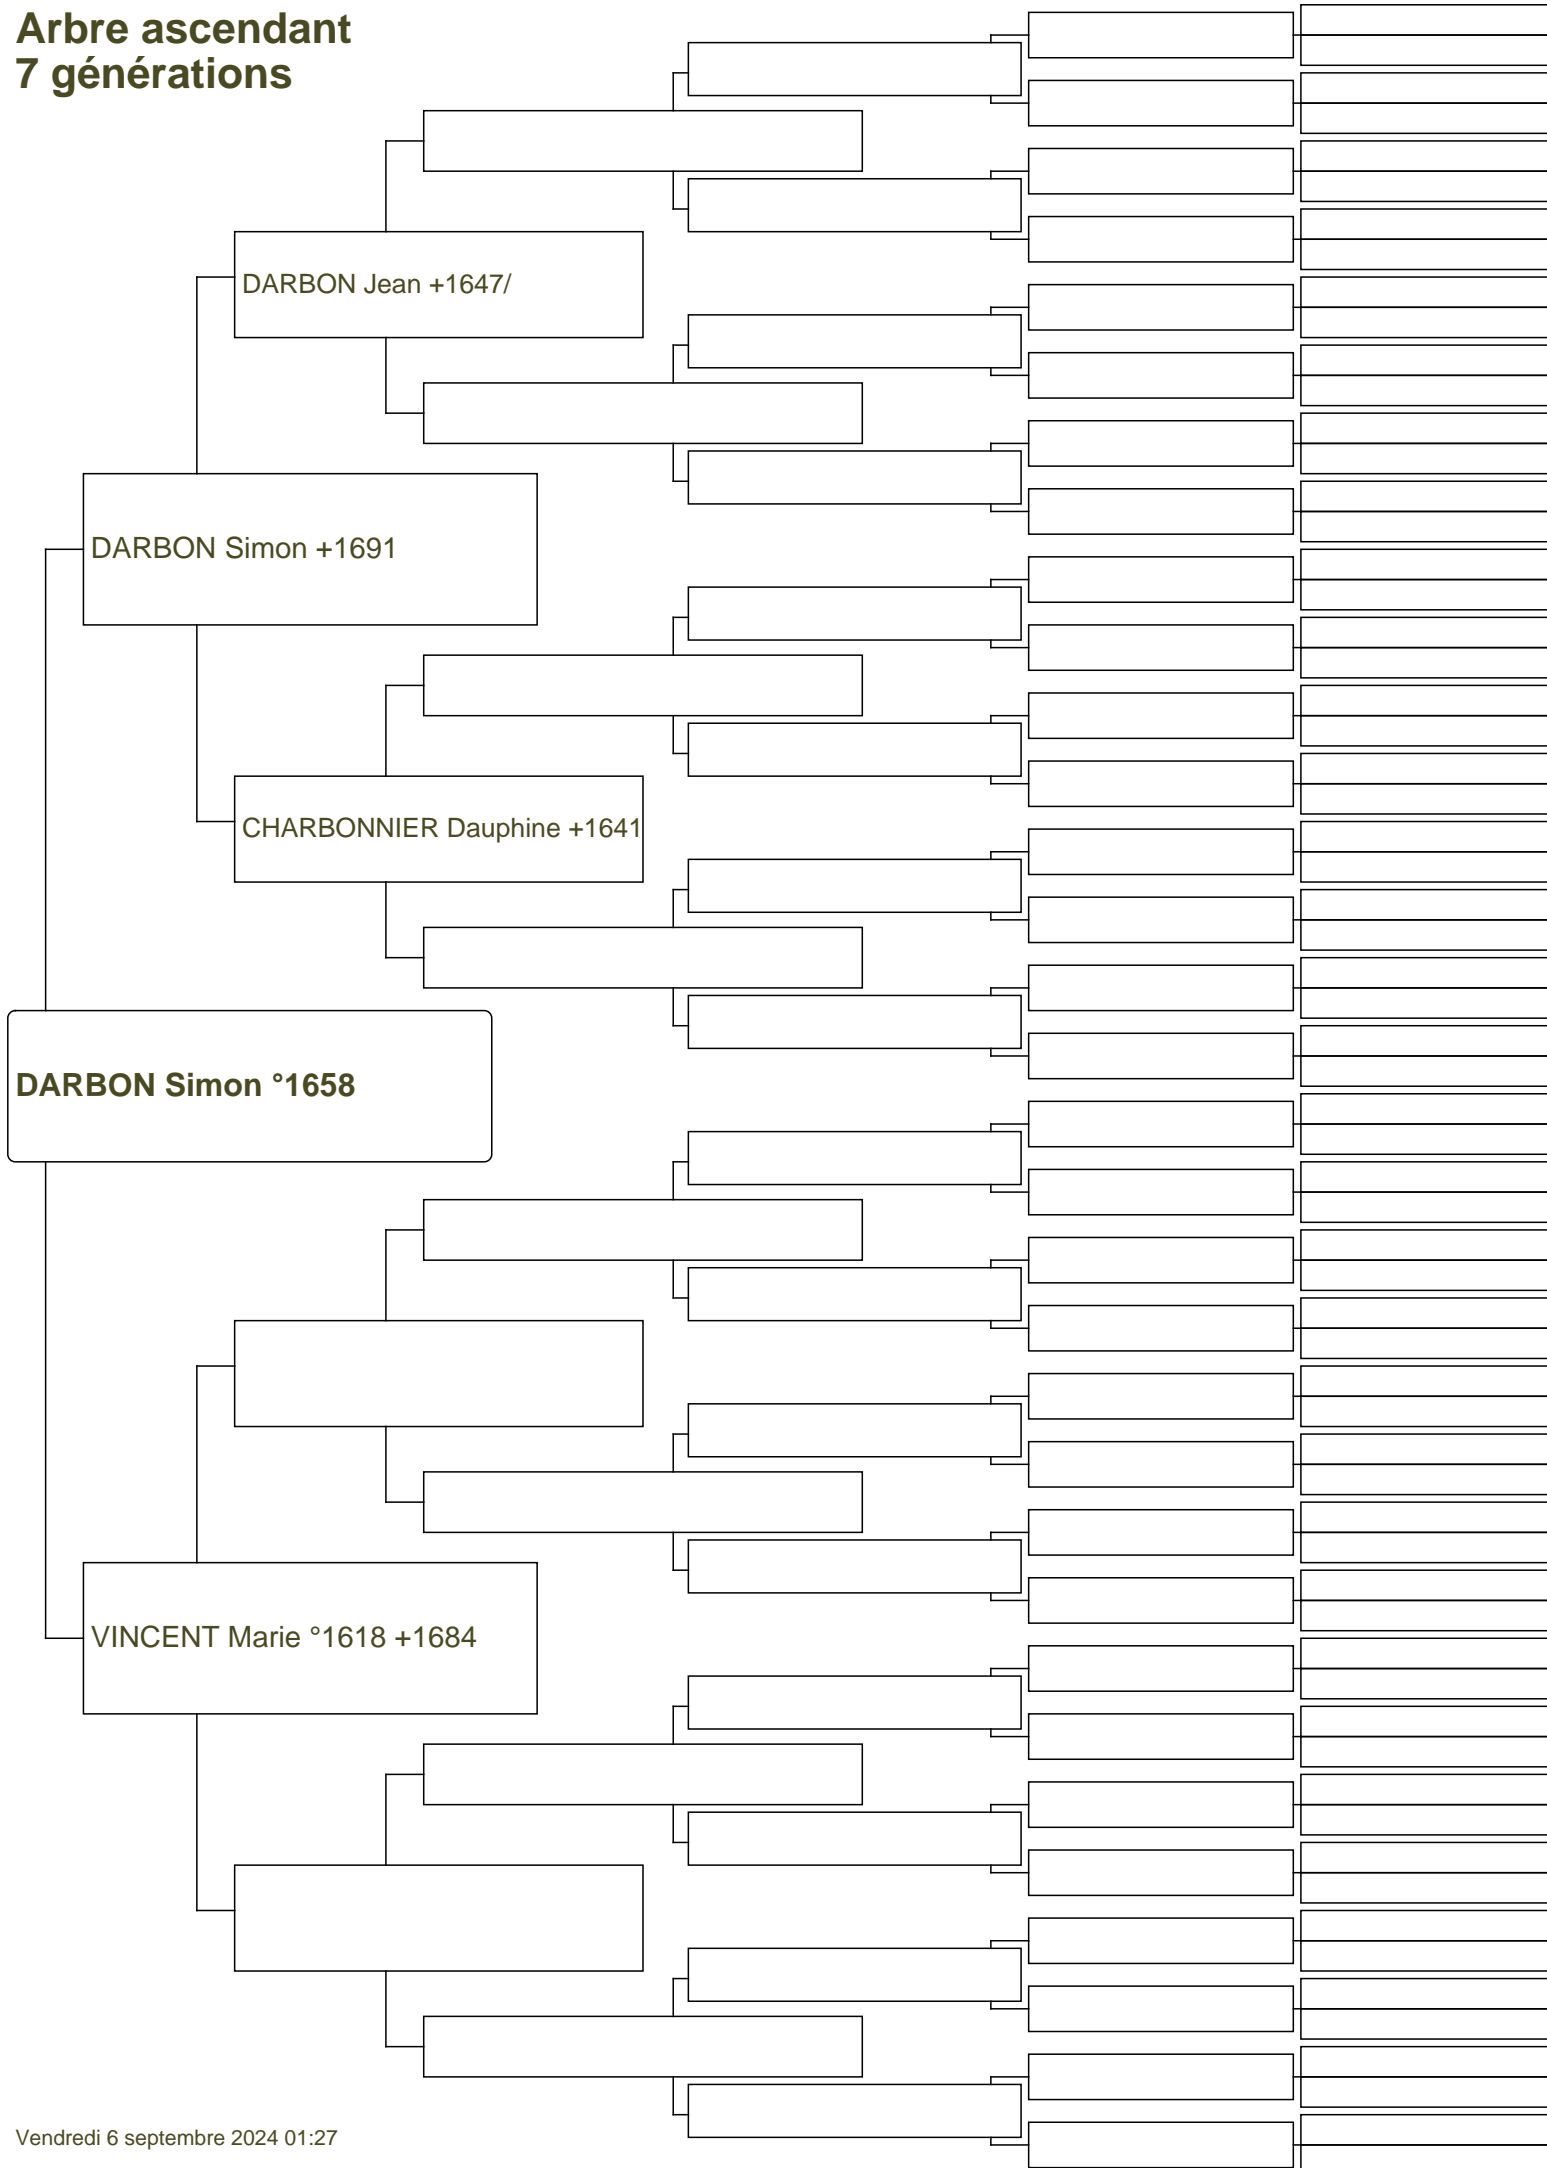 Arbre ascendant
7 générations
DARBON Jean +1647/
DARBON Simon +1691
CHARBONNIER Dauphine +1641
DARBON Simon °1658
VINCENT Marie °1618 +1684
Vendredi 6 septembre 2024 01:27